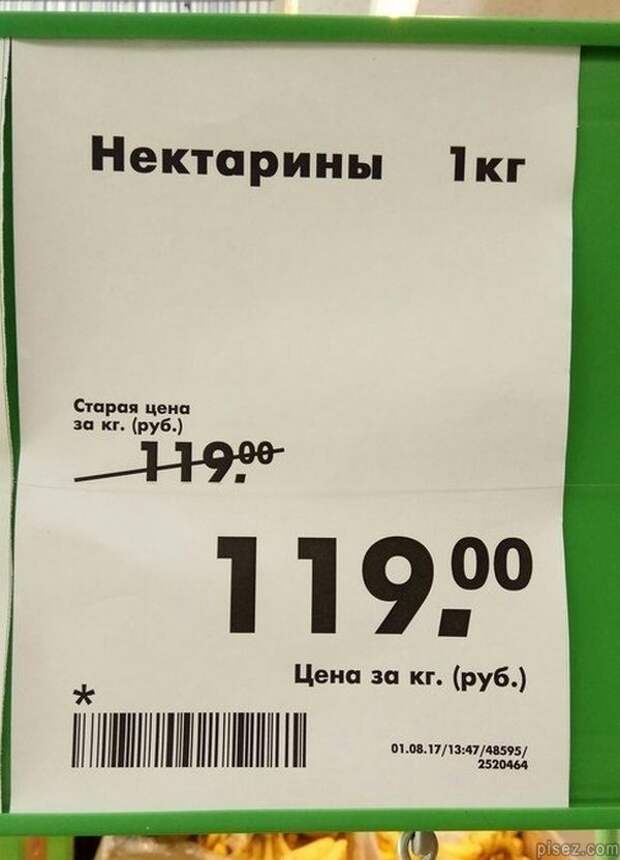 Нектарины 1кг
Старая цена
за кг. (руб.)
119.00
119.00
Цена за кг. (руб.)
*
01.08.17/13:47/48595/
2520464
pisez.com